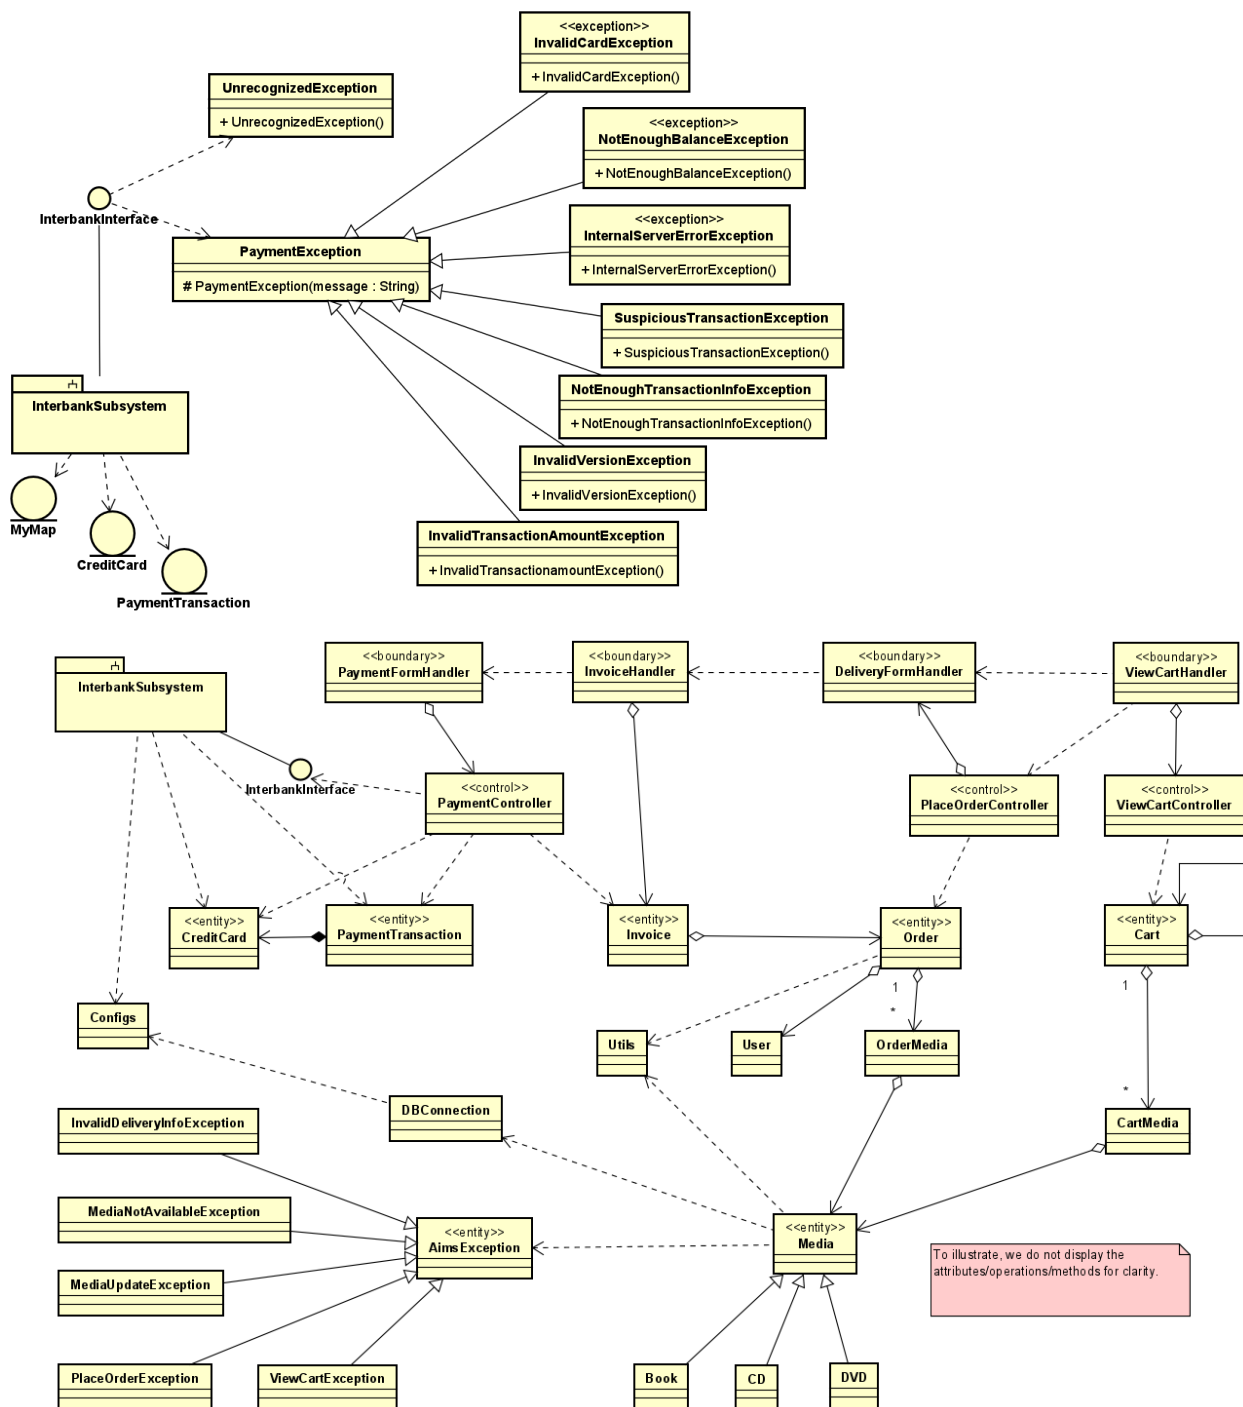 <<exception>>
InvalidCardException
+ InvalidCardException()
UnrecognizedException
+ UnrecognizedException()
<<exception>>
NotEnoughBalanceException
+ NotEnoughBalanceException()
InterbankInterface
<<exception>>
InternalServerErrorException
+ InternalServerErrorException()
PaymentException
# PaymentException(message : String)
SuspiciousTransactionException
+ SuspiciousTransactionException()
InterbankSubsystem
NotEnoughTransactionInfoException
+ NotEnoughTransactionInfoException()
InvalidVersionException
+ InvalidVersionException()
MyMap
CreditCard
PaymentTransaction
InvalidTransactionAmountException
+ InvalidTransactionamountException()
InterbankSubsystem
<<boundary>>
PaymentFormHandler
<<boundary>>
InvoiceHandler
<<boundary>>
DeliveryFormHandler
<<boundary>>
ViewCartHandler
InterbankInterface
<<control>>
PaymentController
<<control>>
PlaceOrderController
<<control>>
ViewCartController
<<entity>>
CreditCard
<<entity>>
PaymentTransaction
<<entity>>
Invoice
<<entity>>
Order
<<entity>>
Cart
1
*
1
*
Configs
Utils
User
OrderMedia
DBConnection
CartMedia
InvalidDeliveryInfoException
MediaNotAvailableException
<<entity>>
AimsException
<<entity>>
Media
MediaUpdateException
To illustrate, we do not display the
attributes/operations/methods for clarity.
PlaceOrderException
ViewCartException
Book
CD
DVD